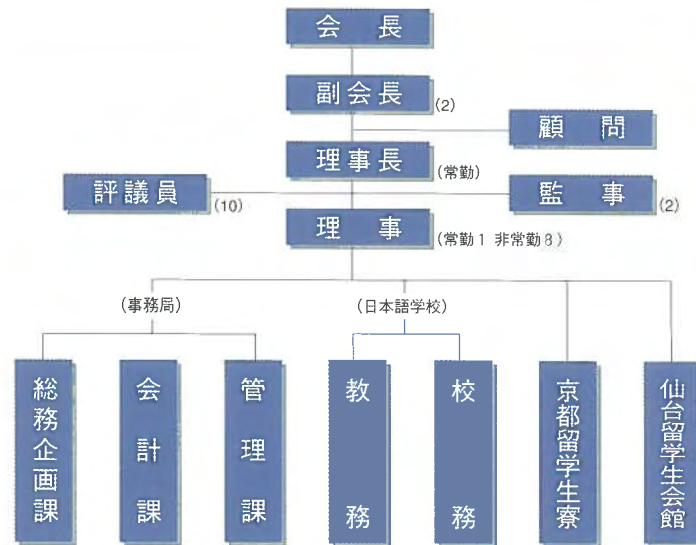 会長
副会長
(2)
顧問
理事長
(常勤)
評議員
(10)
監事
(2)
理事
(常勤1 非常勤8)
(事務局)
(日本語学校)
総務企画課
会計課
管理課
教務
校務
京都留学生寮
仙台留学生会館